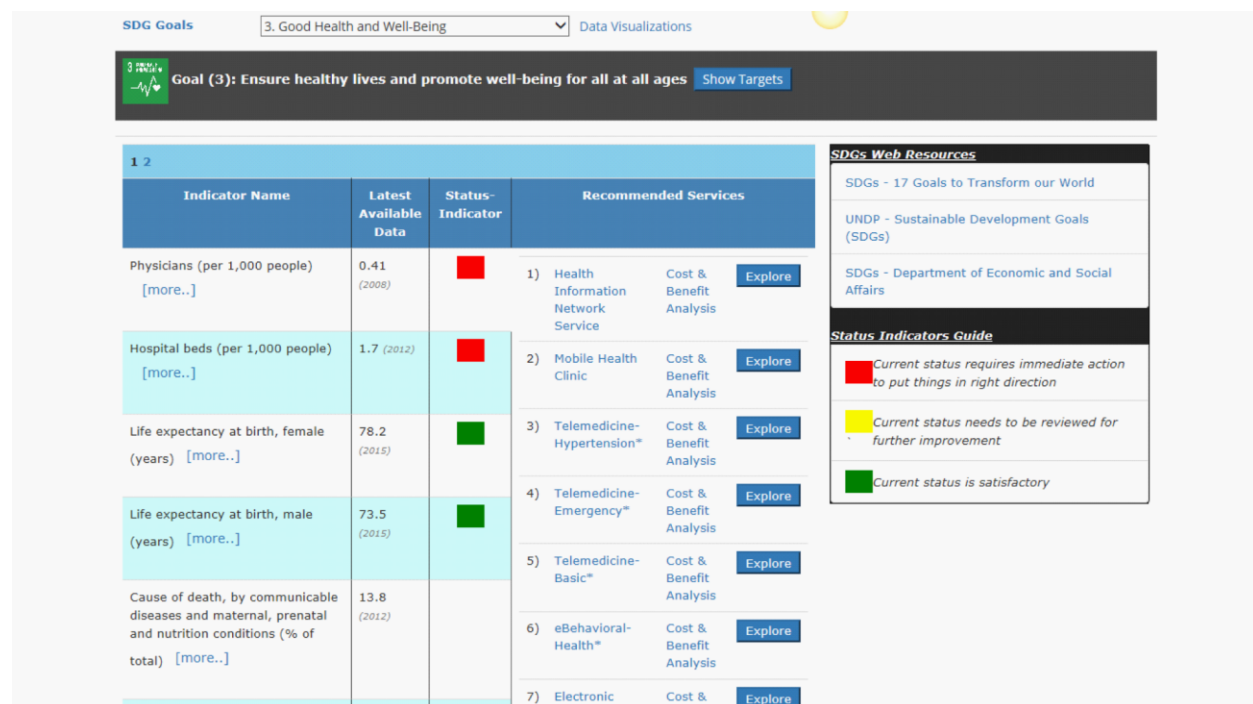 SDG Goals
3. Good Health and Well-Being
Data Visualizations
3
Goal (3): Ensure healthy lives and promote well-being for all at all ages
Show Targets
1 2
Indicator Name
Latest
Available
Data
Status-
Indicator
Recommended Services
Physicians (per 1,000 people)
[more..]
0.41
(2008)
Hospital beds (per 1,000 people)
[more..]
1.7 (2012)
Life expectancy at birth, female
(years) [more..]
78.2
(2015)
Life expectancy at birth, male
(years) [more..]
73.5
(2015)
Cause of death, by communicable
diseases and maternal, prenatal
and nutrition conditions (% of
total) [more..]
13.8
(2012)
1) Health
Information
Network
Service
Cost &
Benefit
Analysis
Explore
2) Mobile Health
Clinic
Cost &
Benefit
Analysis
Explore
3) Telemedicine-
Hypertension*
Cost &
Benefit
Analysis
Explore
4) Telemedicine-
Emergency*
Cost &
Benefit
Analysis
Explore
5) Telemedicine-
Basic*
Cost &
Benefit
Analysis
Explore
6) eBehavioral-
Health*
Cost &
Benefit
Analysis
Explore
7) Electronic
Cost &
Explore
SDGs Web Resources
SDGs - 17 Goals to Transform our World
UNDP - Sustainable Development Goals
(SDGs)
SDGs - Department of Economic and Social
Affairs
Status Indicators Guide
Current status requires immediate action
to put things in right direction
Current status needs to be reviewed for
further improvement
Current status is satisfactory